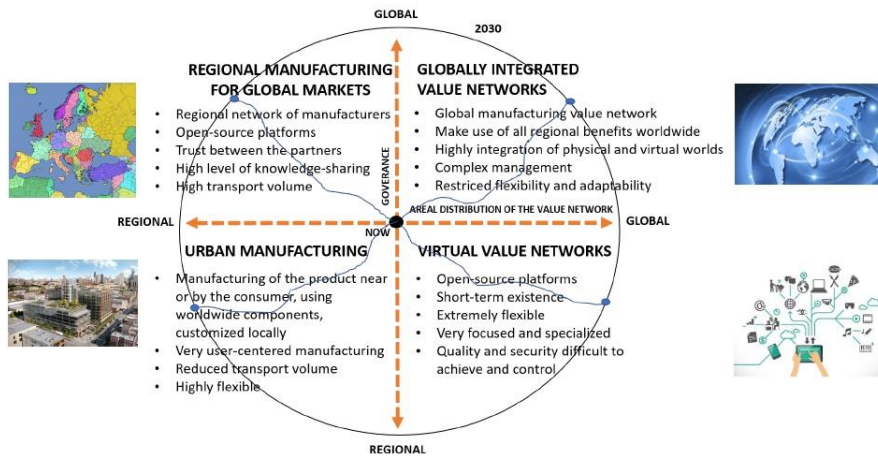 GLOBAL
2030
REGIONAL MANUFACTURING
FOR GLOBAL MARKETS
• Regional network of manufacturers
• Open-source platforms
• Trust between the partners
• High level of knowledge-sharing
• High transport volume
GLOBALLY INTEGRATED
VALUE NETWORKS
• Global manufacturing value network
• Make use of all regional benefits worldwide
• Highly integration of physical and virtual worlds
• Complex management
• Restriced flexibility and adaptability
GOVERANCE
AREAL DISTRIBUTION OF THE VALUE NETWORK
REGIONAL
GLOBAL
NOW
URBAN MANUFACTURING
• Manufacturing of the product near
or by the consumer, using
worldwide components,
customized locally
• Very user-centered manufacturing
• Reduced transport volume
• Highly flexible
VIRTUAL VALUE NETWORKS
• Open-source platforms
• Short-term existence
• Extremely flexible
• Very focused and specialized
• Quality and security difficult to
achieve and control
REGIONAL